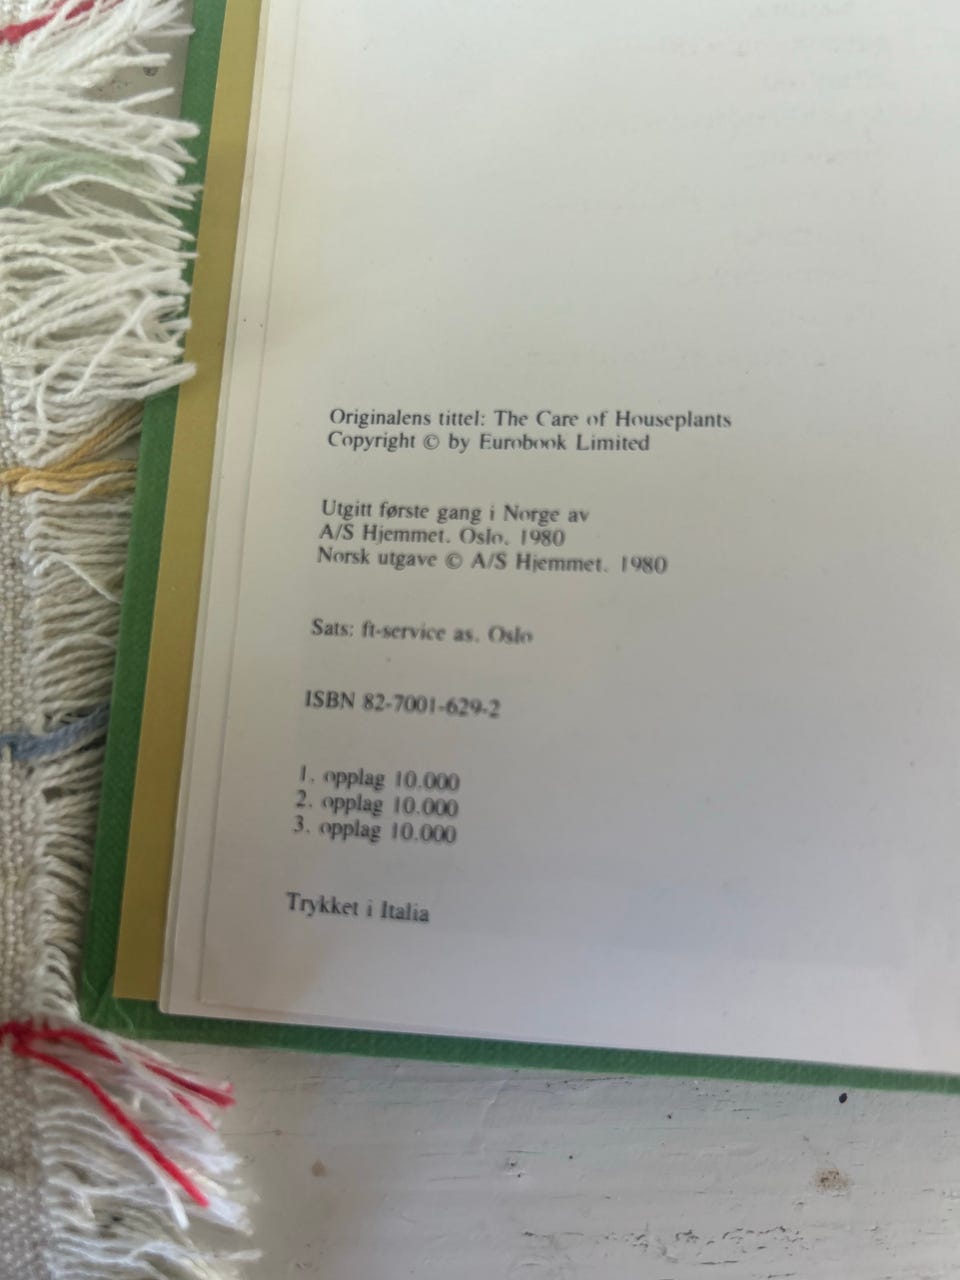 Originalens tittel: The Care of Houseplants
Copyright © by Eurobook Limited
Utgitt første gang i Norge av
A/S Hjemmet. Oslo. 1980
Norsk utgave © A/S Hjemmet. 1980
Sats: ft-service as. Oslo
ISBN 82-7001-629-2
1. opplag 10.000
2. opplag 10.000
3. opplag 10.000
Trykket i Italia